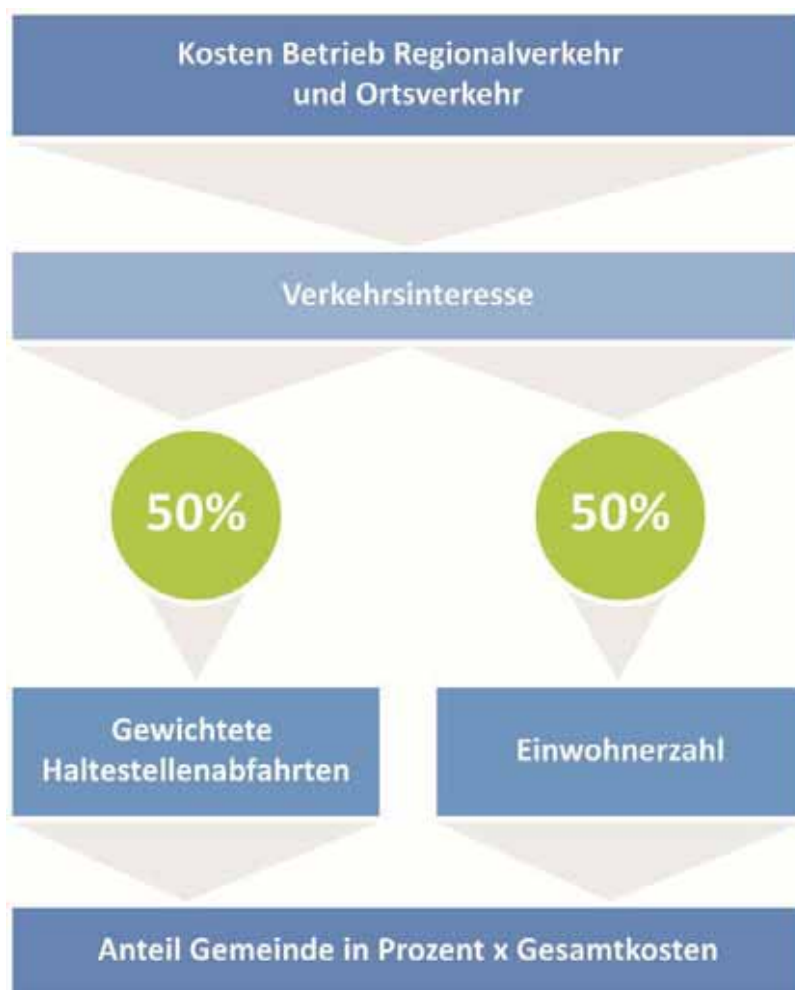 Kosten Betrieb Regionalverkehr
und Ortsverkehr
Verkehrsinteresse
50%
50%
Gewichtete
Haltestellenabfahrten
Einwohnerzahl
Anteil Gemeinde in Prozent x Gesamtkosten